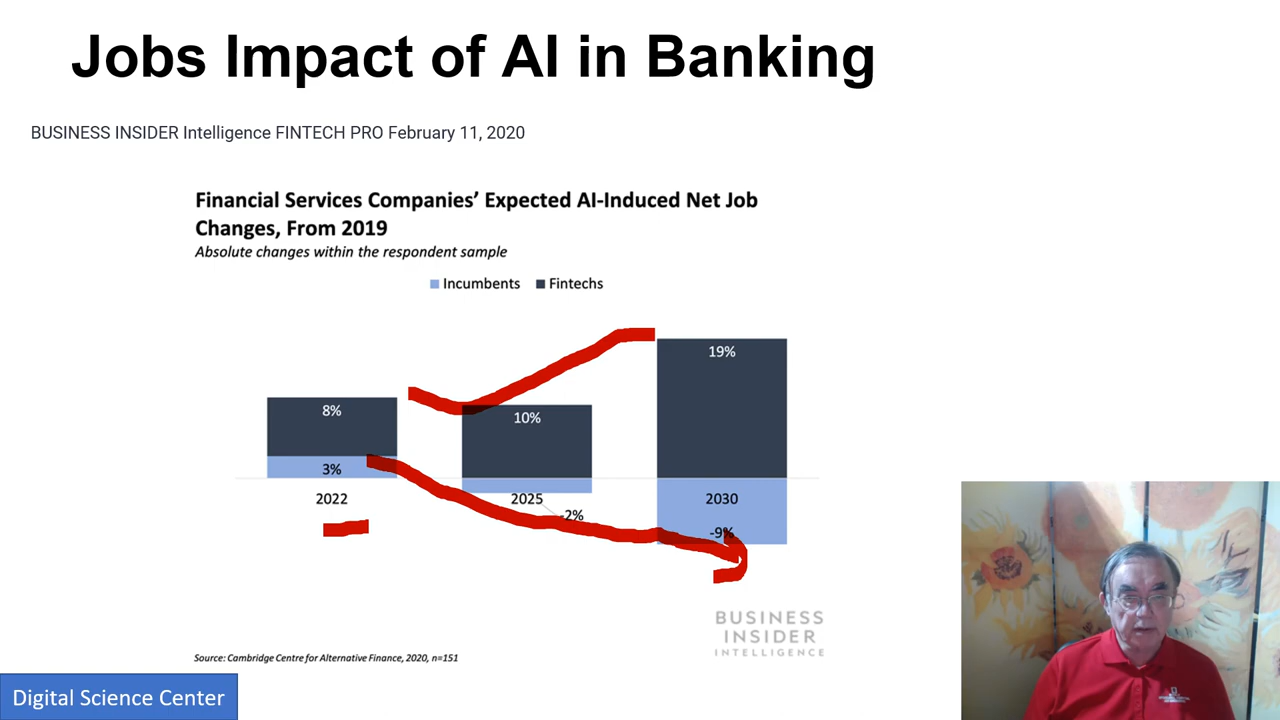 Jobs Impact of AI in Banking
BUSINESS INSIDER Intelligence FINTECH PRO February 11, 2020
Financial Services Companies’ Expected AI-Induced Net Job
Changes, From 2019
Absolute changes within the respondent sample
Incumbents Fintechs
19%
8%
10%
3%
2022 2025 2030
-2%
-9%
BUSINESS
INSIDER
INTELLIGENCE
Source: Cambridge Centre for Alternative Finance, 2020, n=151
Digital Science Center